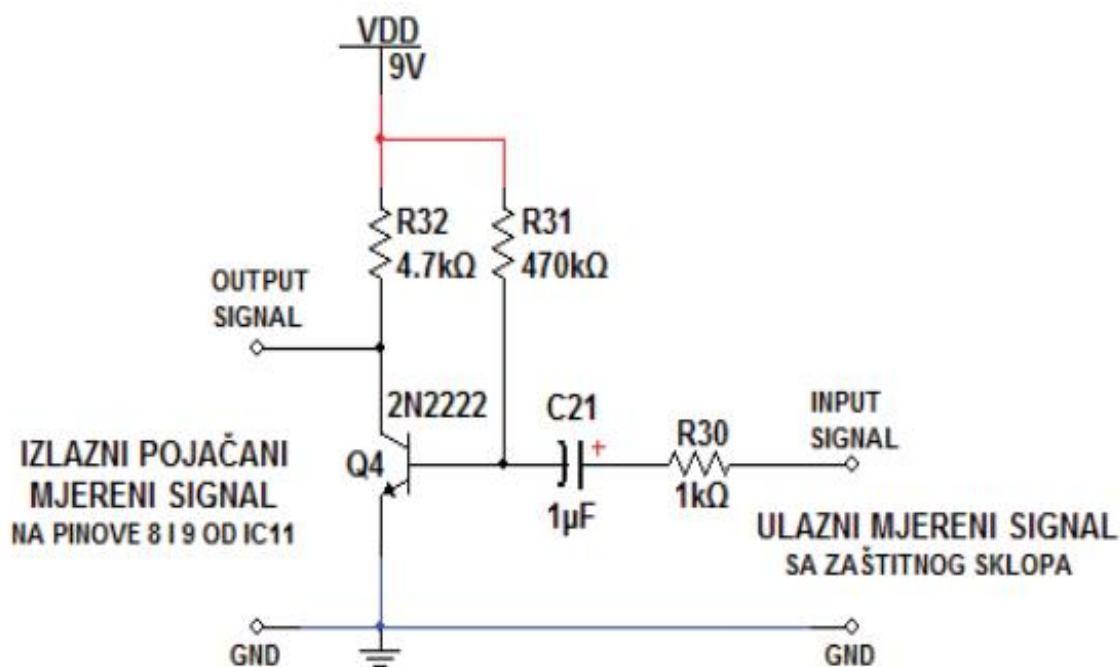 VDD
9V
R32
4.7kΩ
R31
470kΩ
OUTPUT
SIGNAL
2N2222
Q4
C21
+
1µF
R30
1kΩ
INPUT
SIGNAL
IZLAZNI POJAČANI
MJERENI SIGNAL
NA PINOVE 8 I 9 OD IC11
ULAZNI MJERENI SIGNAL
SA ZAŠTITNOG SKLOPA
GND
GND